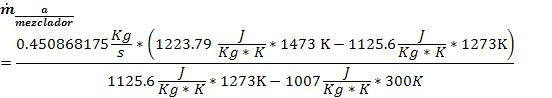 ṁ a/mezclador
= 0.450868175 Kg/s * (1223.79 J/(Kg * K) * 1473 K − 1125.6 J/(Kg * K) * 1273K)
1125.6 J/(Kg * K) * 1273K − 1007 J/(Kg * K) * 300K